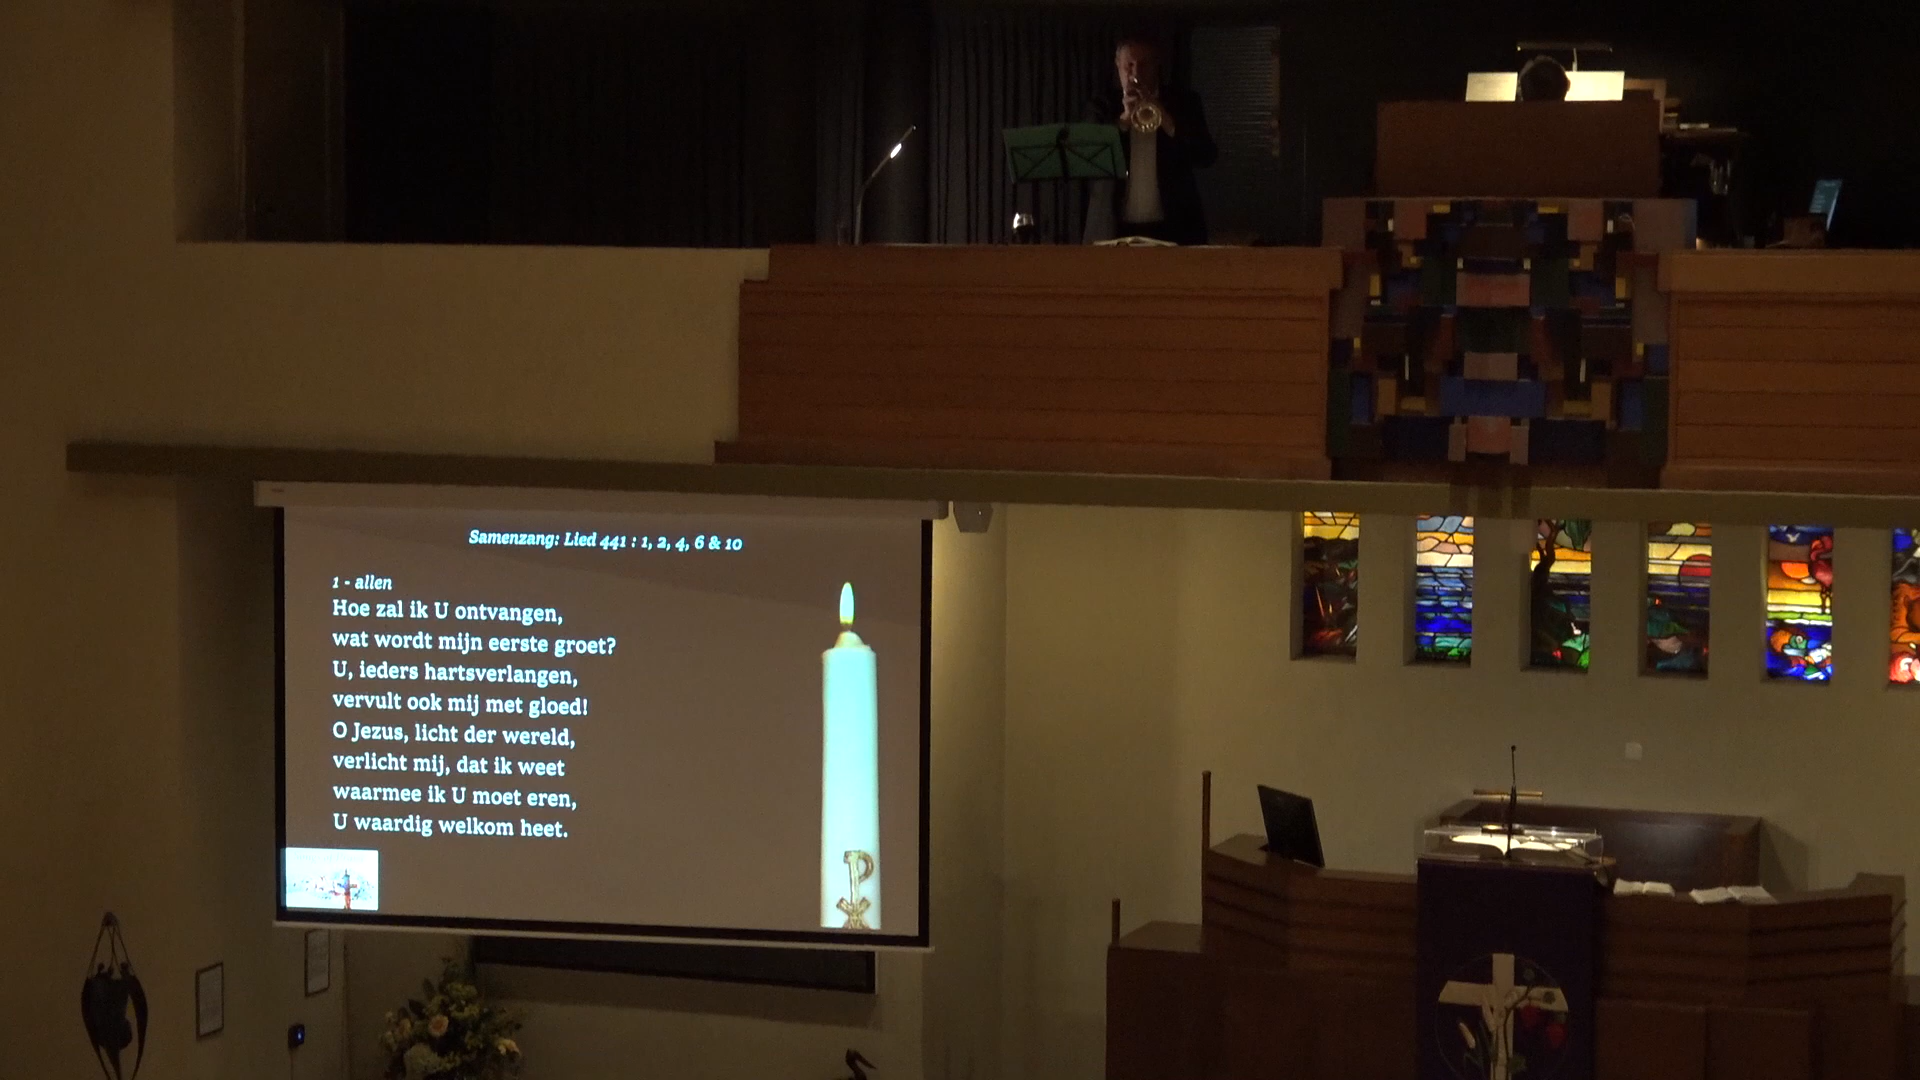 Samenzang: Lied 441 : 1, 2, 4, 6 & 10
1 - allen
Hoe zal ik U ontvangen,
wat wordt mijn eerste groet?
U, ieders hartsverlangen,
vervult ook mij met gloed!
O Jezus, licht der wereld,
verlicht mij, dat ik weet
waarmee ik U moet eren,
U waardig welkom heet.